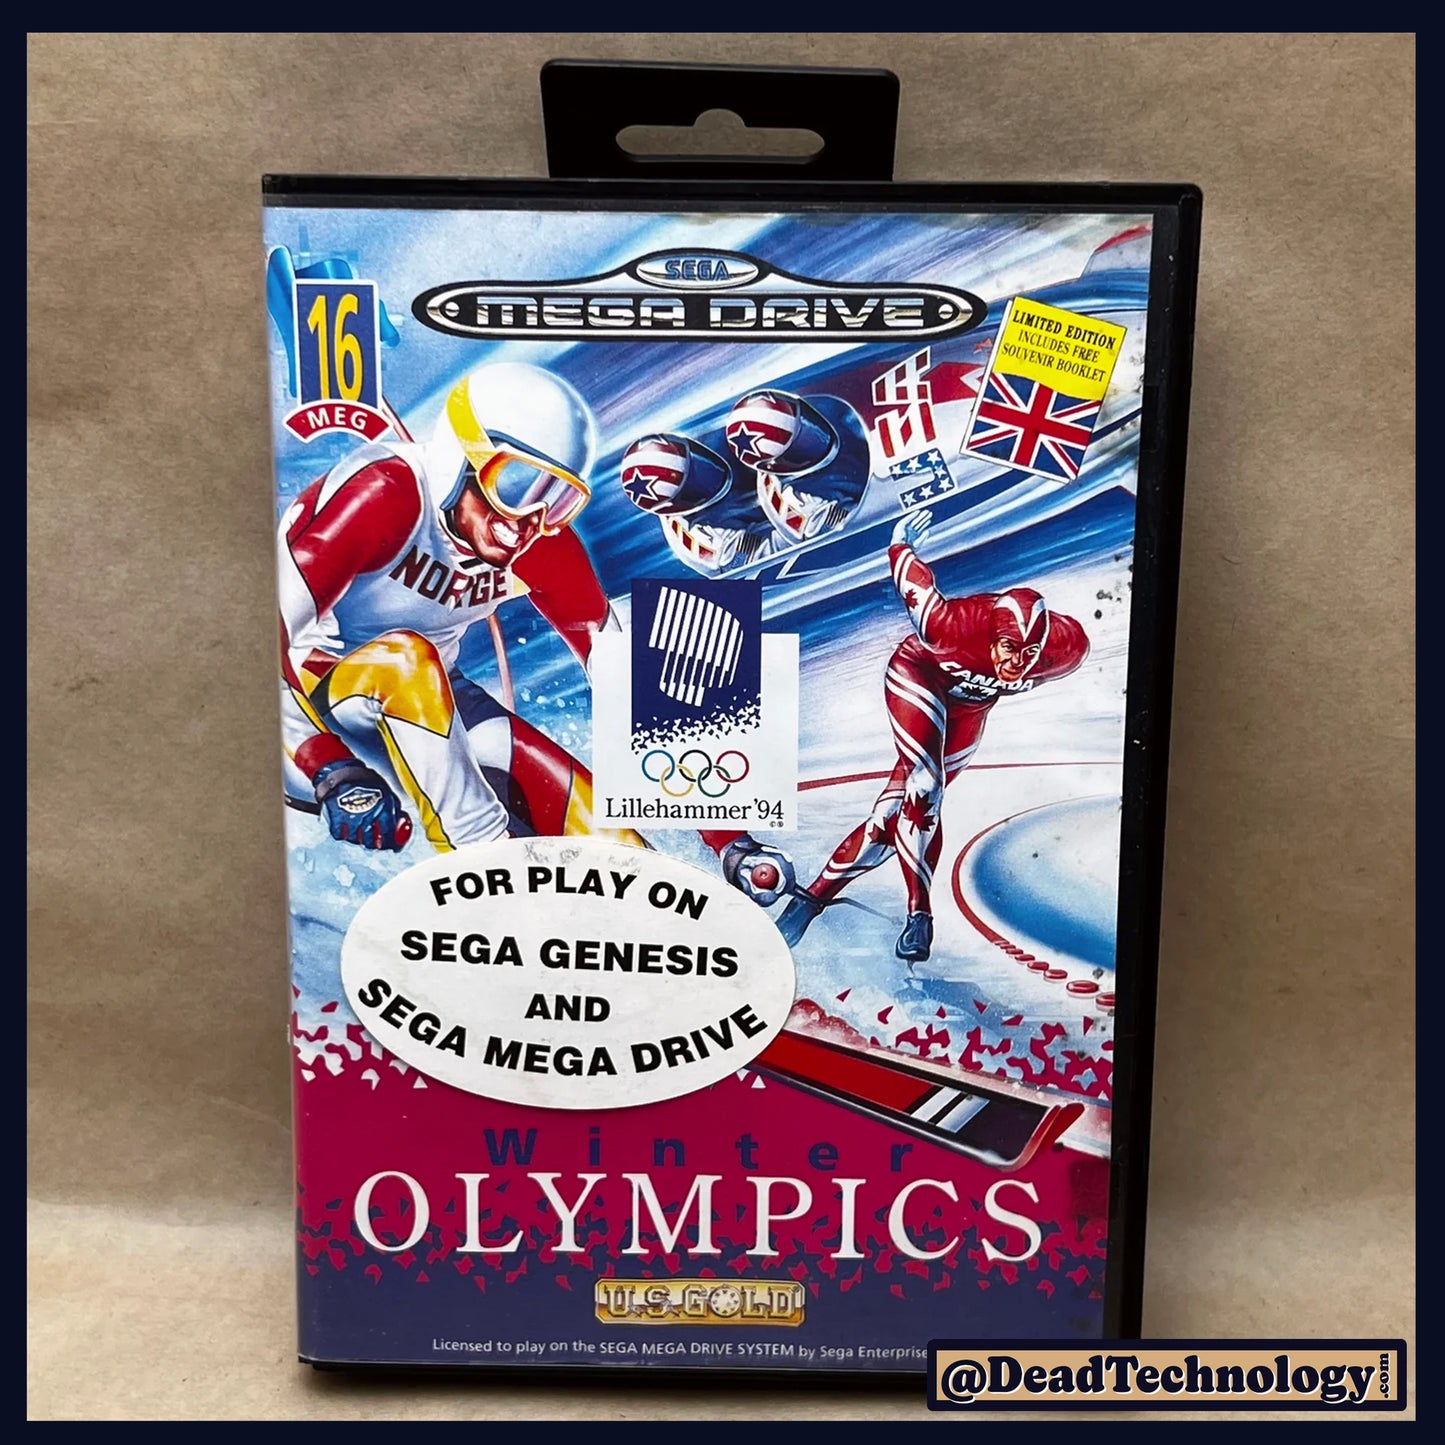 SEGA
MEGA DRIVE
16
MEG
LIMITED EDITION
INCLUDES FREE
SOUVENIR BOOKLET
USA
NORGE
CANADA
Lillehammer '94
© ®
FOR PLAY ON
SEGA GENESIS
AND
SEGA MEGA DRIVE
Winter
OLYMPICS
U.S. GOLD
Licensed to play on the SEGA MEGA DRIVE SYSTEM by Sega
@DeadTechnology.com